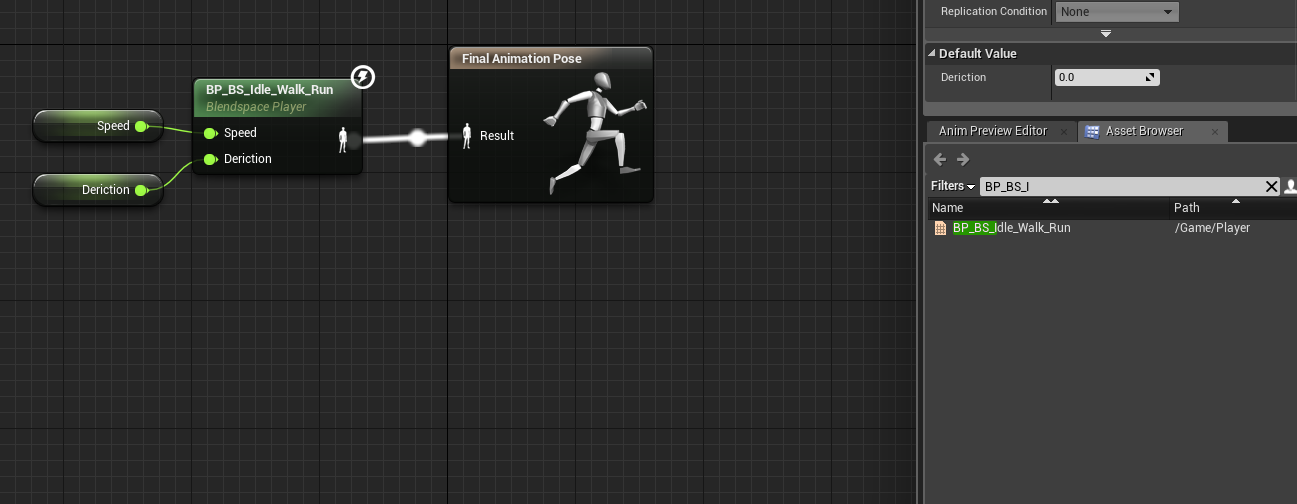 Replication Condition None
Default Value
Deriction 0.0
Final Animation Pose
BP_BS_Idle_Walk_Run
Blendspace Player
Speed
Speed
Deriction
Deriction
Result
Anim Preview Editor
Asset Browser
Filters BP_BS_I
Name Path
BP_BS_Idle_Walk_Run /Game/Player